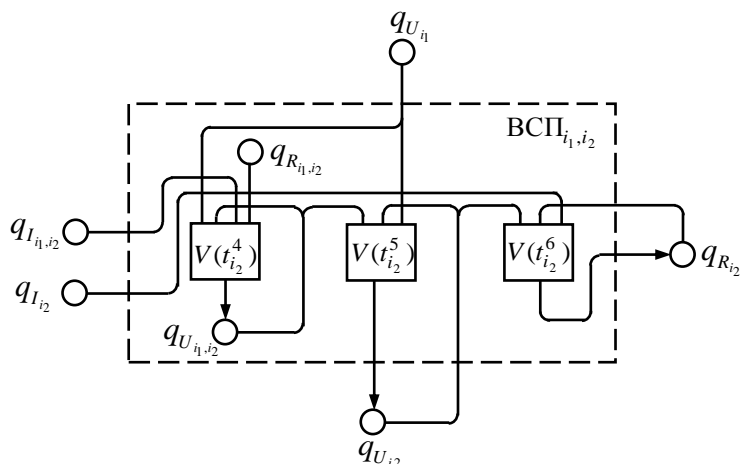 q_{U_{i_1}}
ВСП_{i_1,i_2}
q_{R_{i_1,i_2}}
q_{I_{i_1,i_2}}
V(t_{i_2}^4)
V(t_{i_2}^5)
V(t_{i_2}^6)
q_{R_{i_2}}
q_{I_{i_2}}
q_{U_{i_1,i_2}}
q_{U_{i2}}